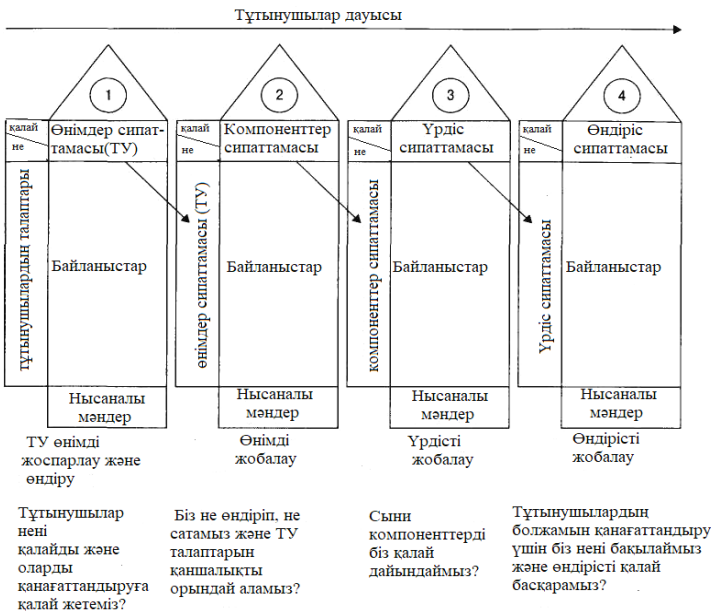 Тұтынушылар дауысы
1
қалай
не
Өнімдер сипат-
тамасы(ТУ)
тұтынушылардың талаптары
Байланыстар
Нысаналы
мәндер
ТУ өнімді
жоспарлау және
өндіру
Тұтынушылар
нені
қалайды және
оларды
қанағаттандыруға
қалай жетеміз?
2
қалай
не
Компоненттер
сипаттамасы
өнімдер сипаттамасы (ТУ)
Байланыстар
Нысаналы
мәндер
Өнімді
жобалау
Біз не өндіріп, не
сатамыз және ТУ
талаптарын
қаншалықты
орындай аламыз?
3
қалай
не
Үрдіс
сипаттамасы
компоненттер сипаттамасы
Байланыстар
Нысаналы
мәндер
Үрдісті
жобалау
Сыни
компоненттерді
біз қалай
дайындаймыз?
4
қалай
не
Өндіріс
сипаттамасы
Үрдіс сипаттамасы
Байланыстар
Нысаналы
мәндер
Өндірісті
жобалау
Тұтынушылардың
болжамын қанағаттандыру
үшін біз нені бақылаймыз
және өндірісті қалай
басқарамыз?